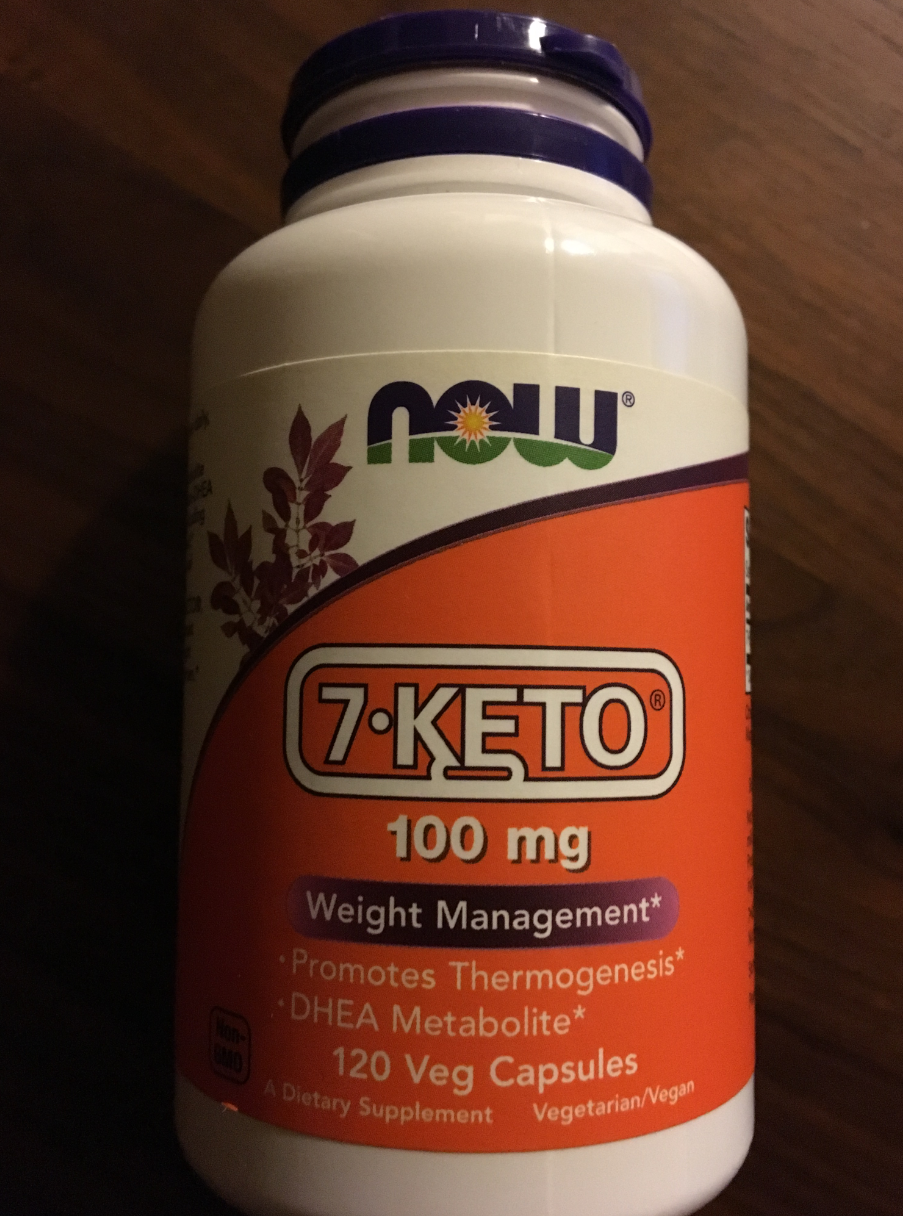 now®
7•KETO®
100 mg
Weight Management*
•Promotes Thermogenesis*
•DHEA Metabolite*
Non-
GMO
120 Veg Capsules
A Dietary Supplement Vegetarian/Vegan